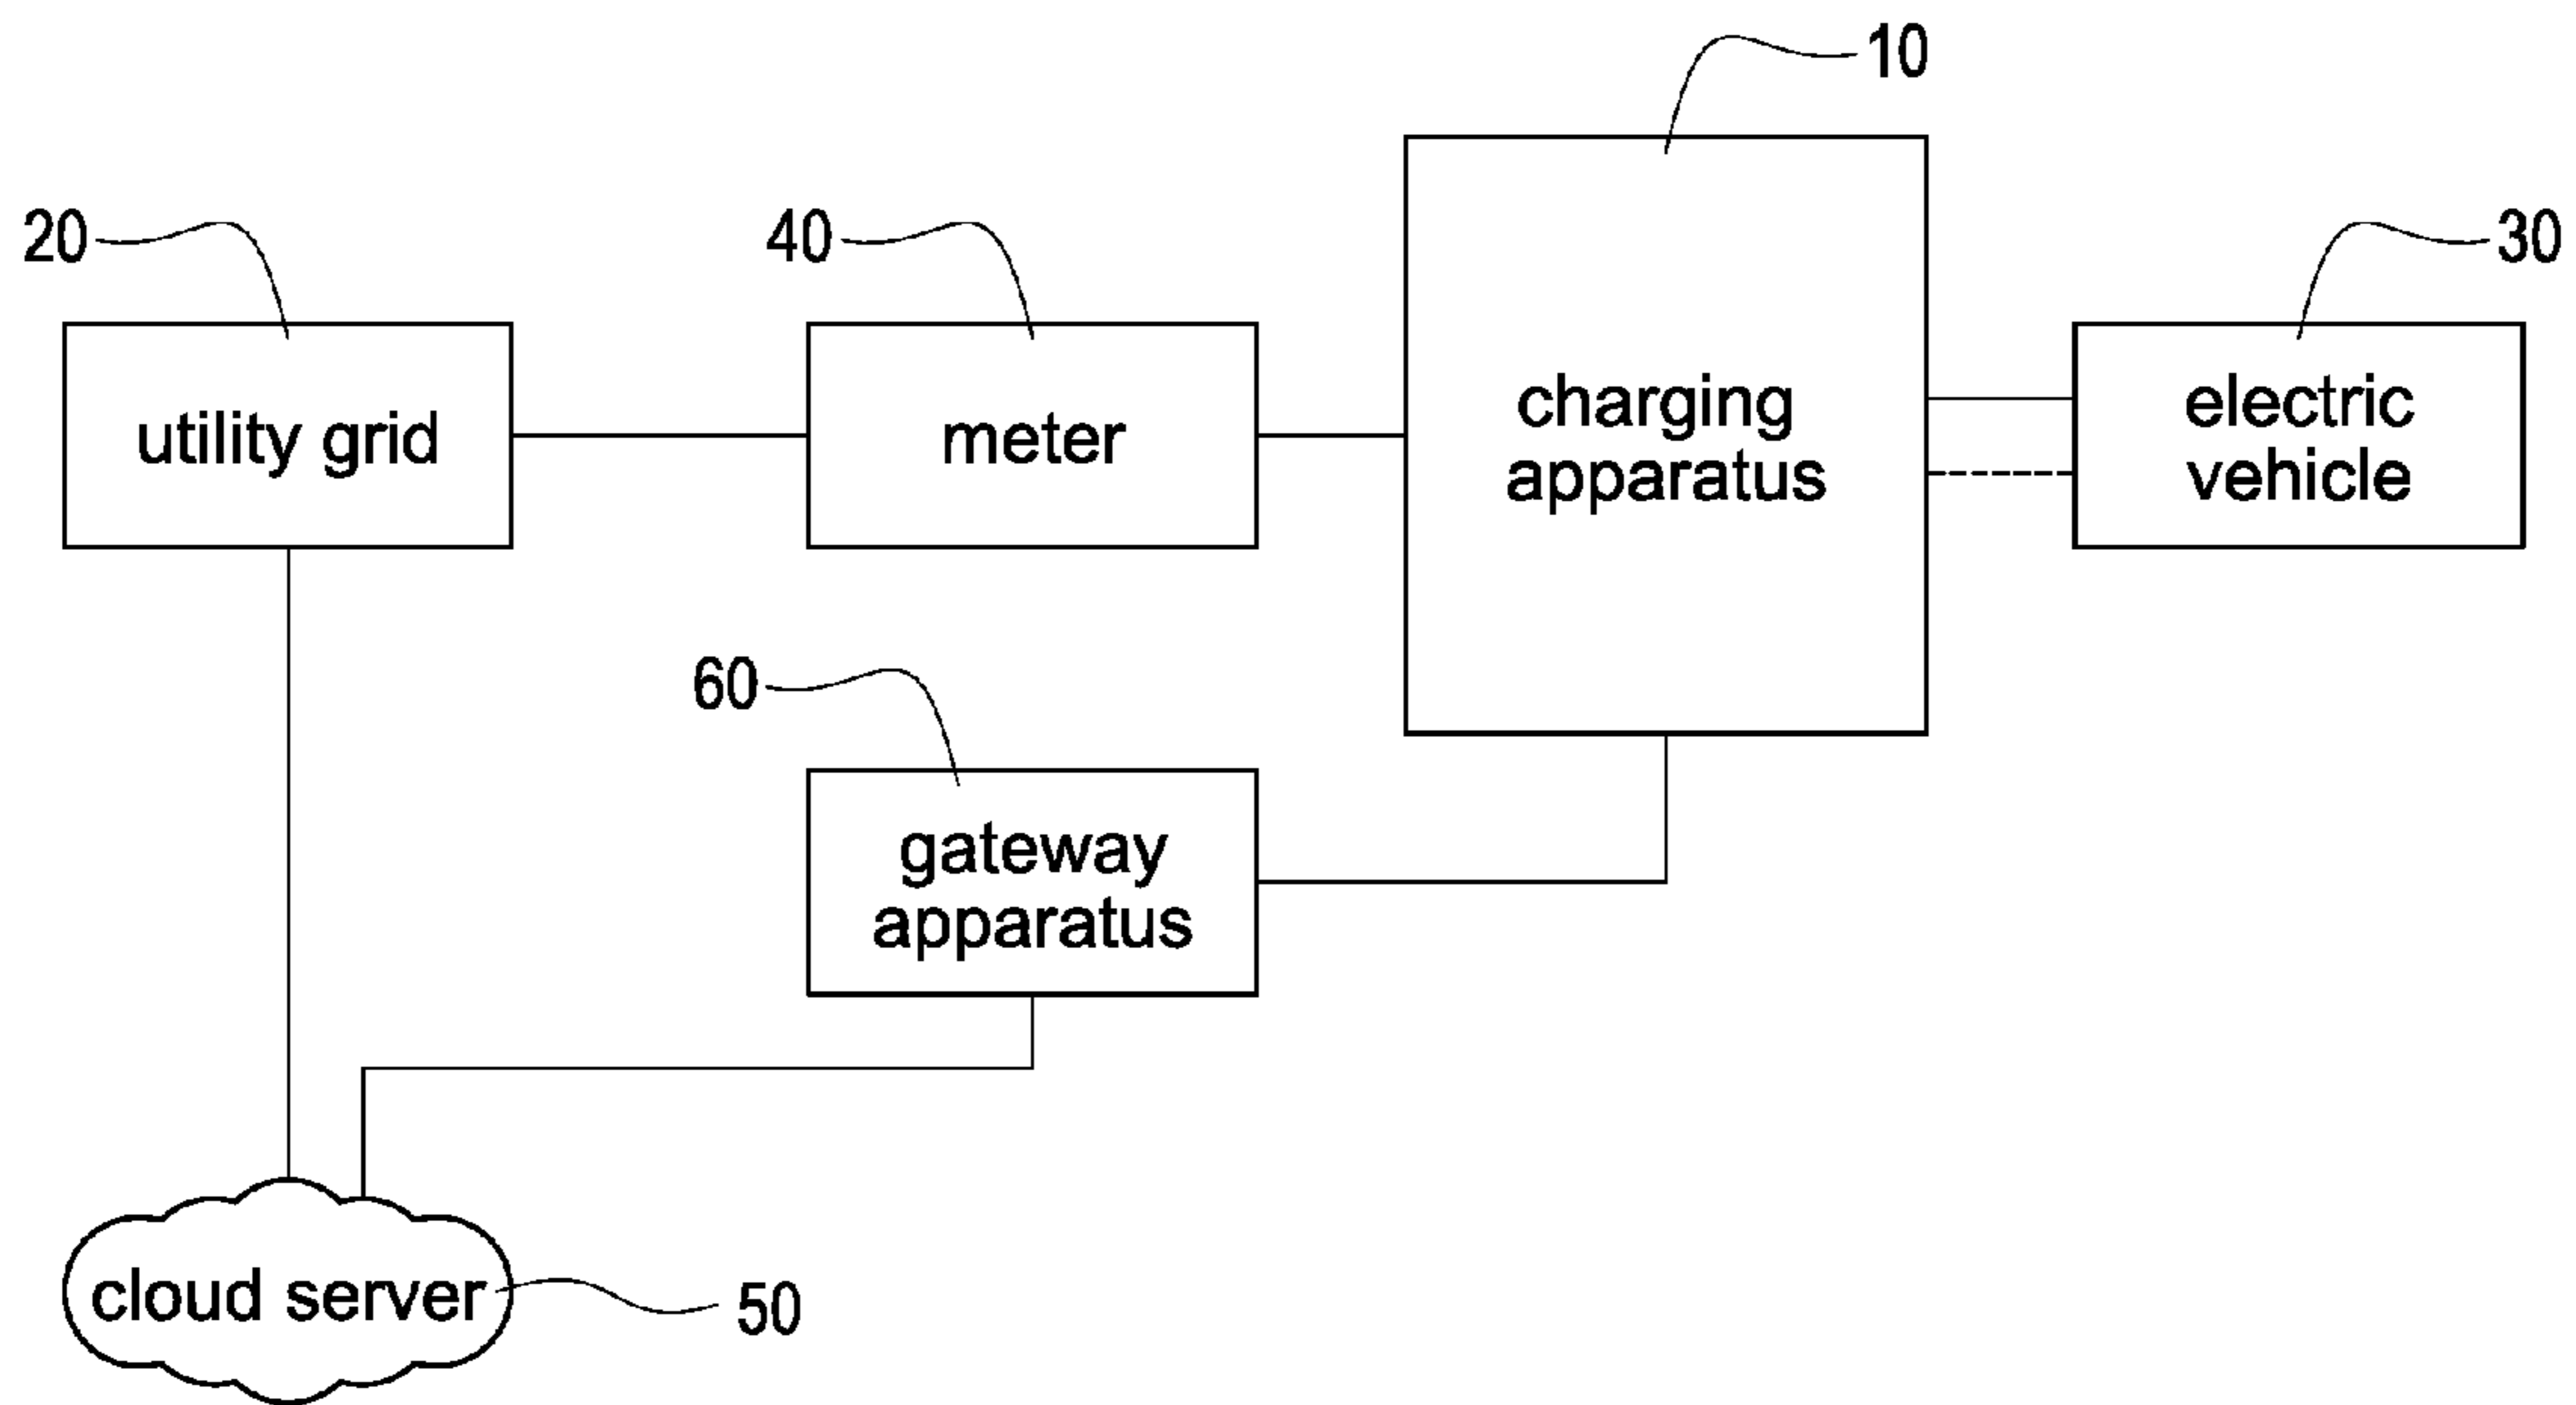 10
20
40
30
utility grid
meter
charging
apparatus
electric
vehicle
60
gateway
apparatus
cloud server
50